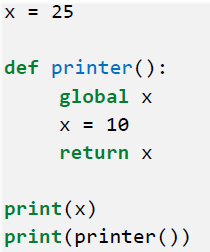 x = 25

def printer():
    global x
    x = 10
    return x

print(x)
print(printer())